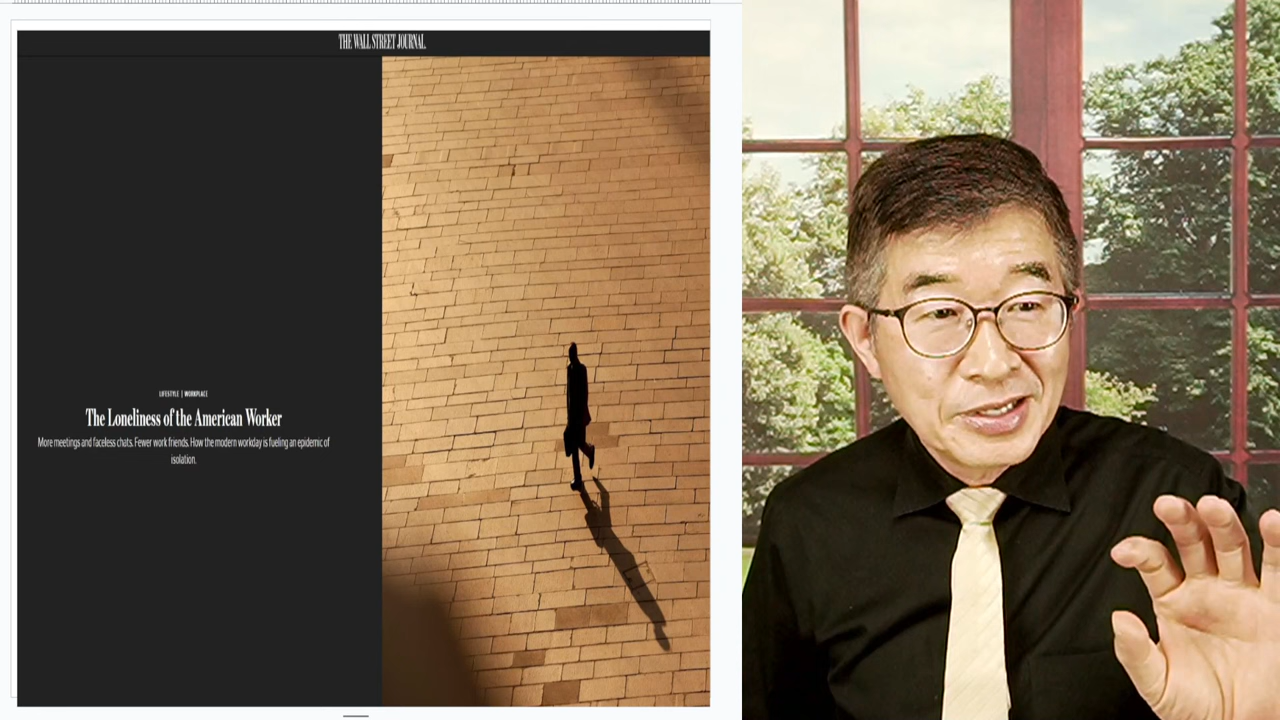 THE WALL STREET JOURNAL.
LIFESTYLE | WORKPLACE
The Loneliness of the American Worker
More meetings and faceless chats. Fewer work friends. How the modern workday is fueling an epidemic of
isolation.